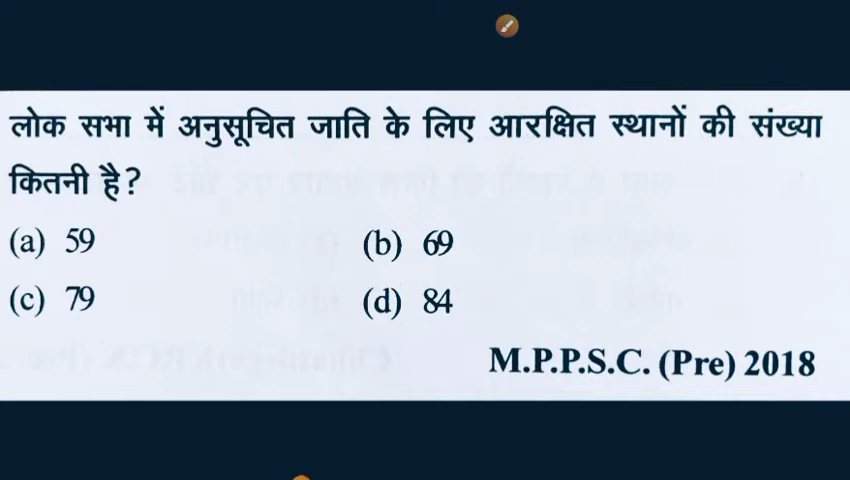 लोक सभा में अनुसूचित जाति के लिए आरक्षित स्थानों की संख्या
कितनी है?
(a) 59 (b) 69
(c) 79 (d) 84
M.P.P.S.C. (Pre) 2018